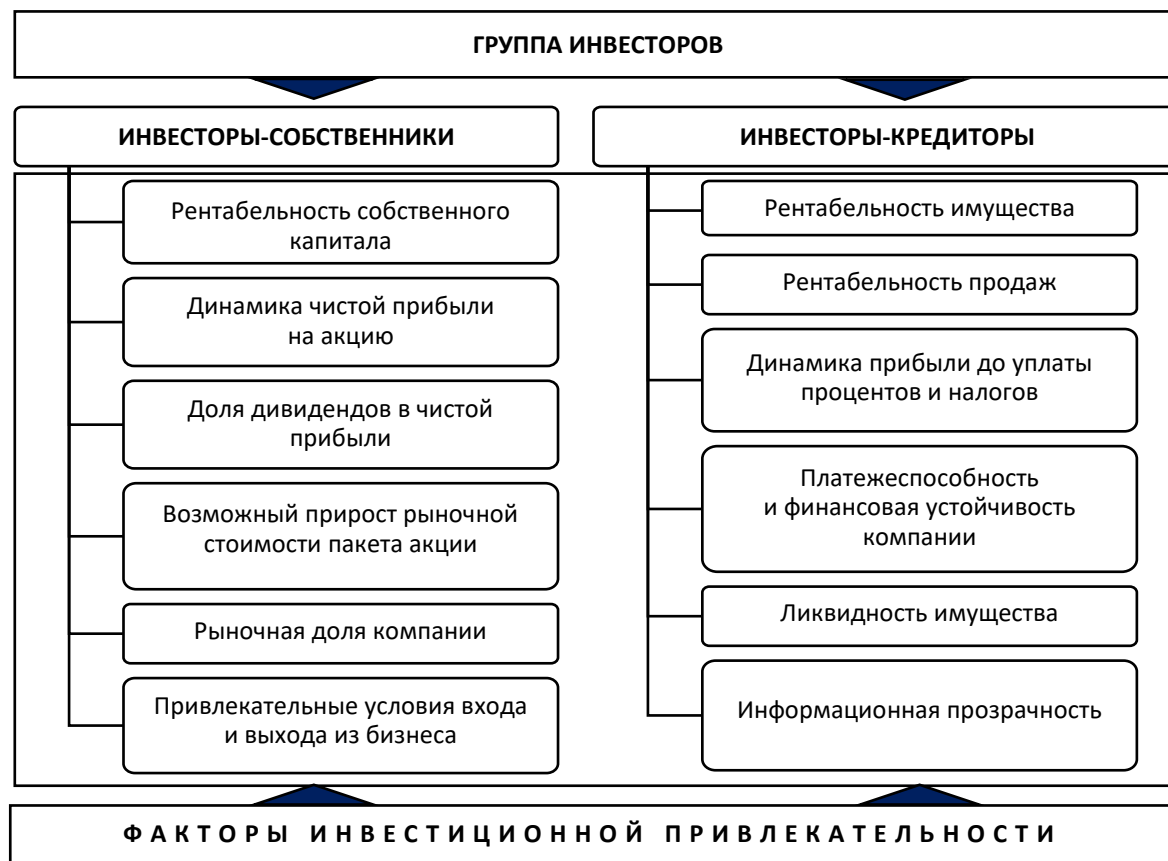 ГРУППА ИНВЕСТОРОВ
ИНВЕСТОРЫ-СОБСТВЕННИКИ
Рентабельность собственного
капитала
Динамика чистой прибыли
на акцию
Доля дивидендов в чистой
прибыли
Возможный прирост рыночной
стоимости пакета акции
Рыночная доля компании
Привлекательные условия входа
и выхода из бизнеса
ИНВЕСТОРЫ-КРЕДИТОРЫ
Рентабельность имущества
Рентабельность продаж
Динамика прибыли до уплаты
процентов и налогов
Платежеспособность
и финансовая устойчивость
компании
Ликвидность имущества
Информационная прозрачность
ФАКТОРЫ ИНВЕСТИЦИОННОЙ ПРИВЛЕКАТЕЛЬНОСТИ